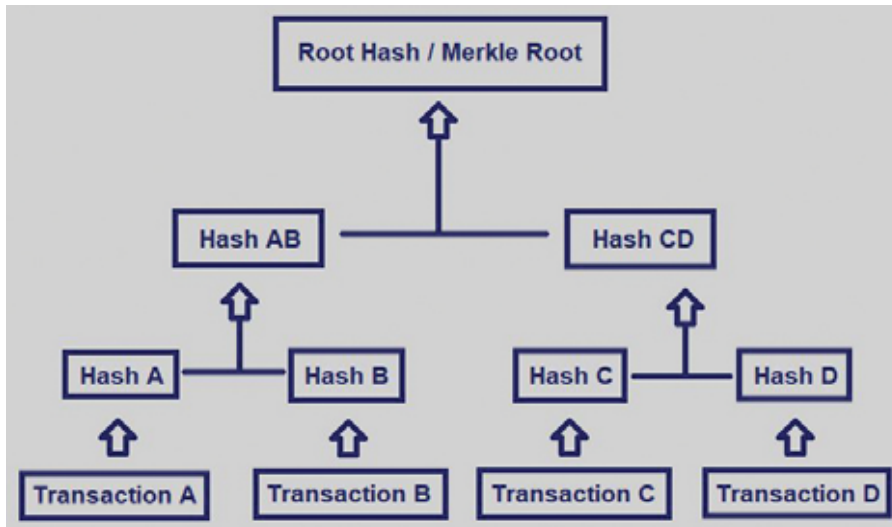 Root Hash / Merkle Root
Hash AB
Hash CD
Hash A
Hash B
Hash C
Hash D
Transaction A
Transaction B
Transaction C
Transaction D